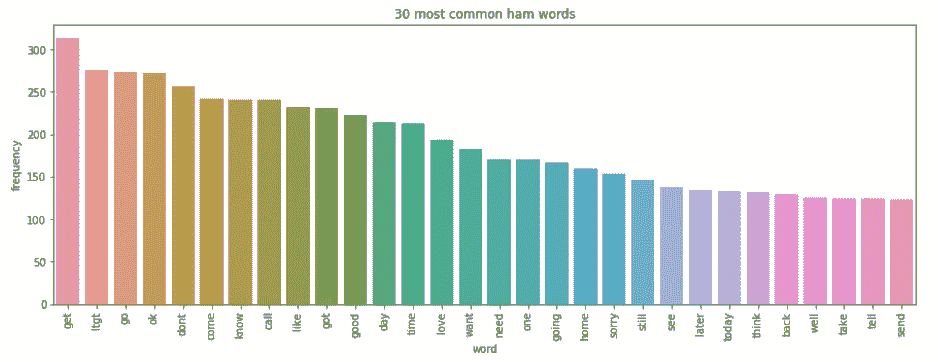 30 most common ham words
300
250
200
150
100
50
0
frequency
get ltgt go ok dont come know call like got good day time love want need one going home sorry still see later today think back well take tell send
word